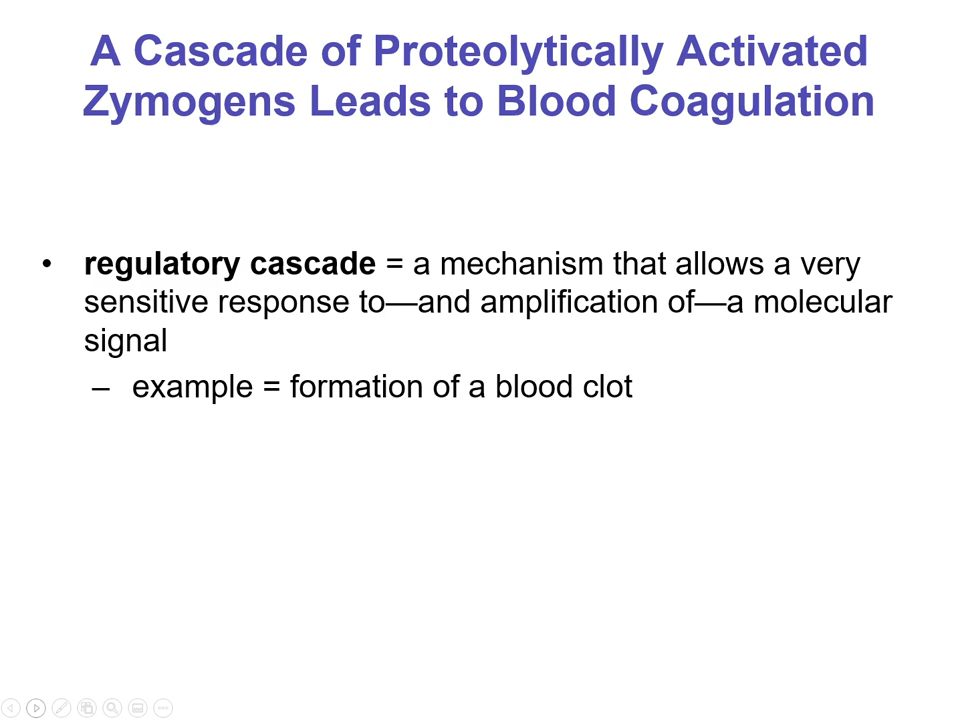 A Cascade of Proteolytically Activated
Zymogens Leads to Blood Coagulation
• regulatory cascade = a mechanism that allows a very
sensitive response to—and amplification of—a molecular
signal
– example = formation of a blood clot